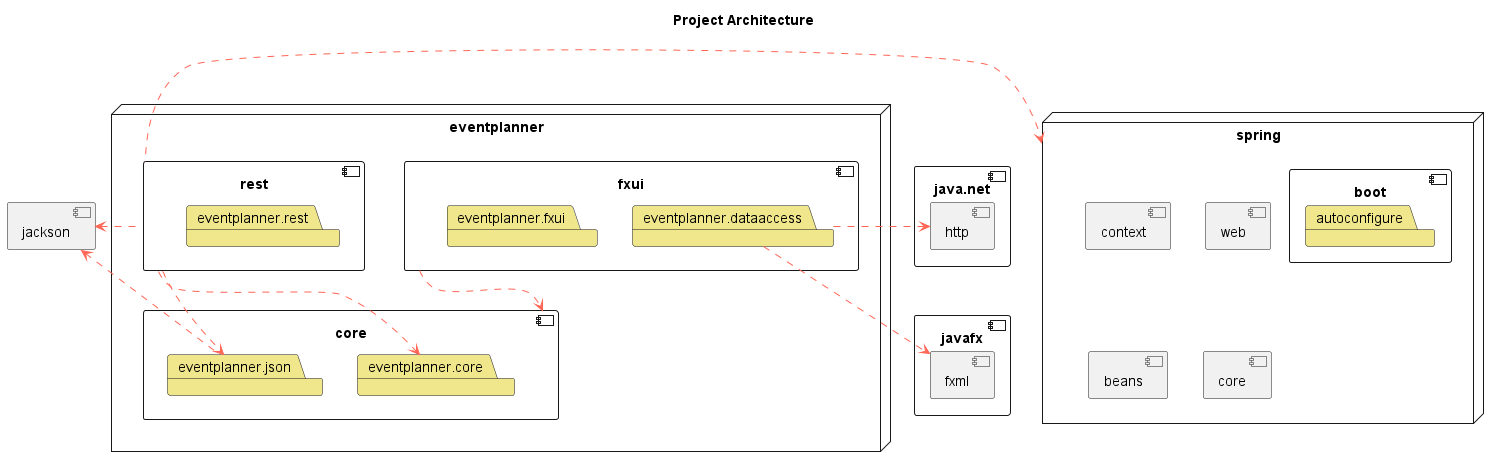 Project Architecture
eventplanner
spring
rest
fxui
java.net
boot
eventplanner.rest
eventplanner.fxui
eventplanner.dataaccess
autoconfigure
jackson
http
context
web
core
javafx
eventplanner.json
eventplanner.core
fxml
beans
core